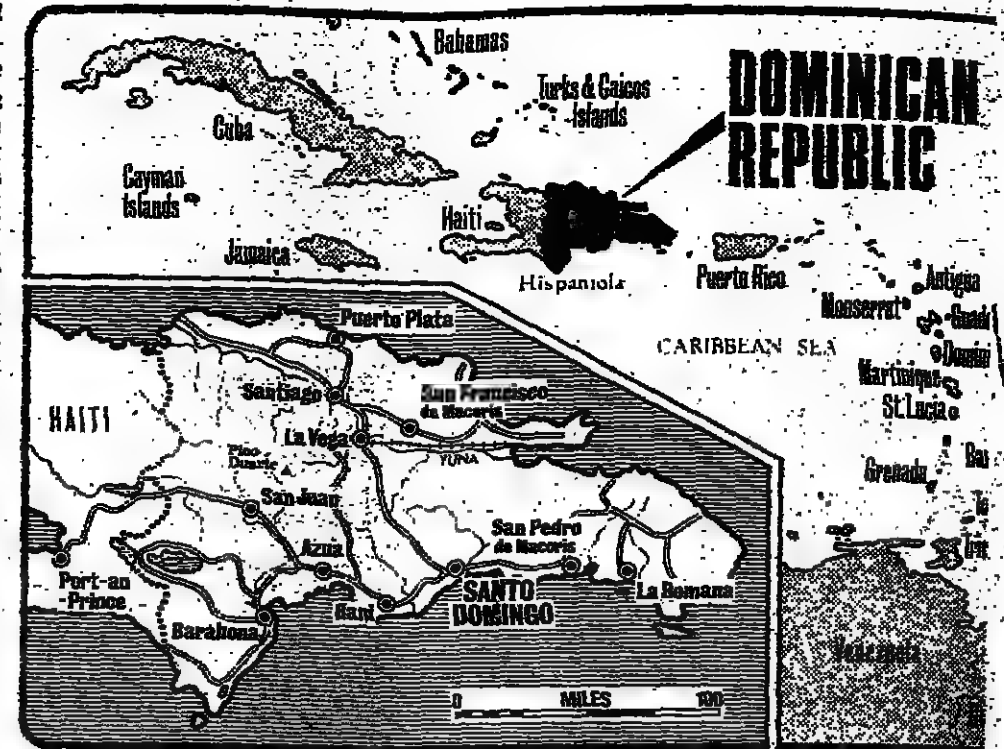 Bahamas
Turks & Caicos
Islands
DOMINICAN
REPUBLIC
Cuba
Cayman
Islands
Haiti
Jamaica
Hispaniola
Puerto Rico
Antigua
Monserrat
CARIBBEAN SEA
Martinique
St. Lucia
Grenada
Venezuela
Puerto Plata
Santiago
San Francisco
de Macoris
HAITI
La Vega
Pico
Duarte
YUNA
San Juan
San Pedro
de Macoris
Azua
Port-au
-Prince
SANTO
DOMINGO
La Romana
Bani
Barahona
0 MILES 100